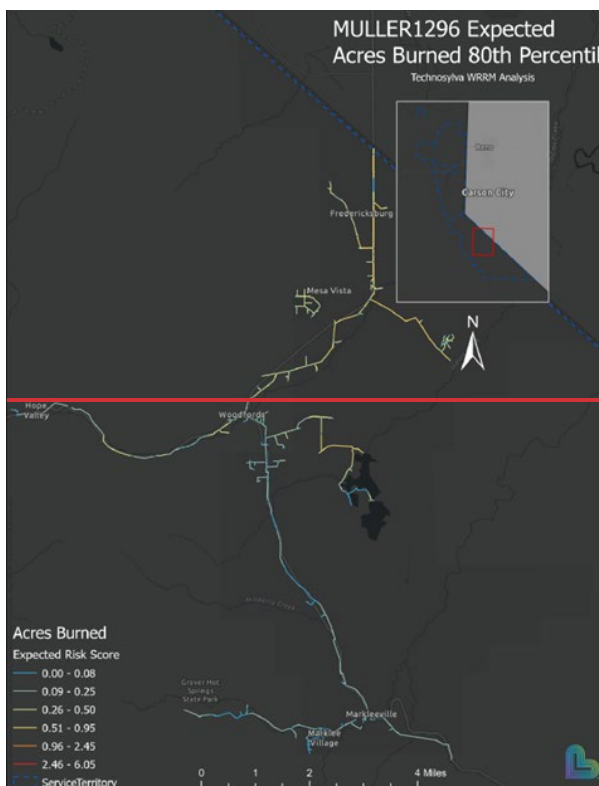 MULLER1296 Expected
Acres Burned 80th Percentil
Technosylva WRRM Analysis
Reno
Carson City
Fredericksburg
Mesa Vista
N
Hope
Valley
Woodfords
Acres Burned
Expected Risk Score
0.00 - 0.08
0.09 - 0.25
0.26 - 0.50
0.51 - 0.95
0.96 - 2.45
2.46 - 6.05
ServiceTerritory
Grover Hot
Springs
State Park
Markleeville
Marklee
Village
0 1 2 4 Miles